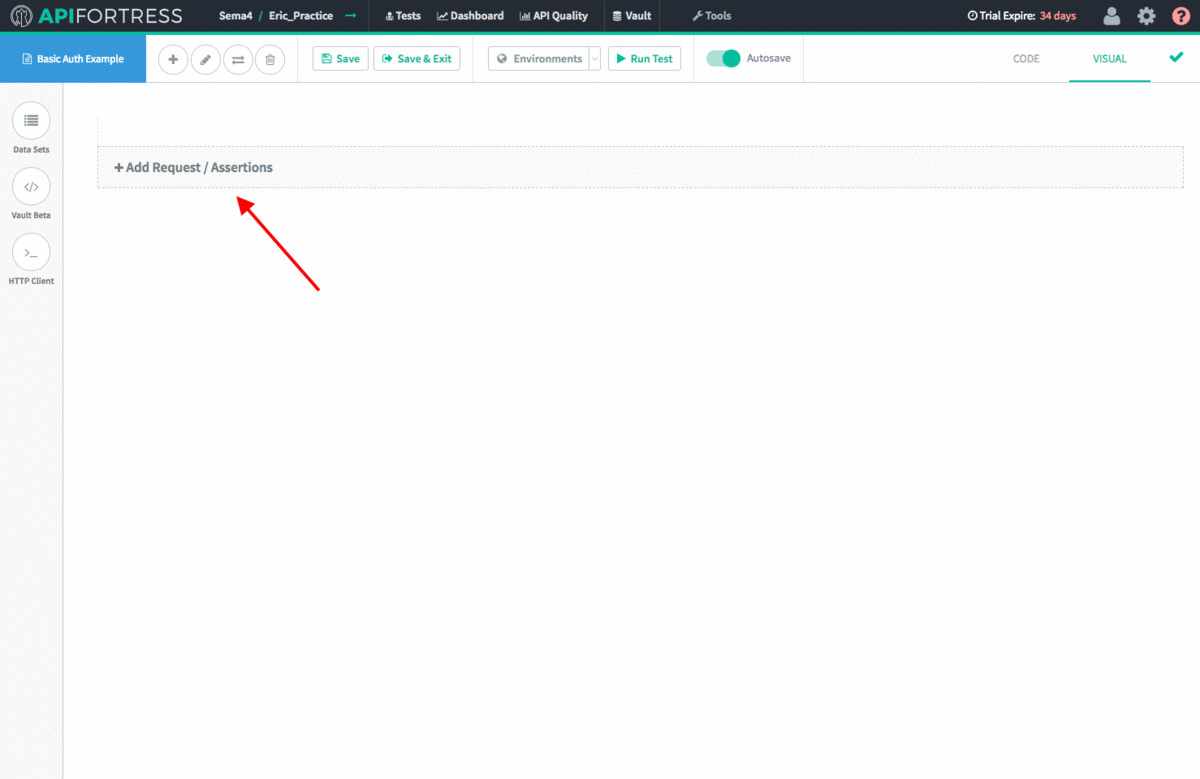 APIFORTRESS Sema4 / Eric_Practice Tests Dashboard API Quality Vault Tools Trial Expire: 34 days ?
Basic Auth Example Save Save & Exit Environments Run Test Autosave CODE VISUAL
Data Sets
+ Add Request / Assertions
</>
Vault Beta
>_
HTTP Client